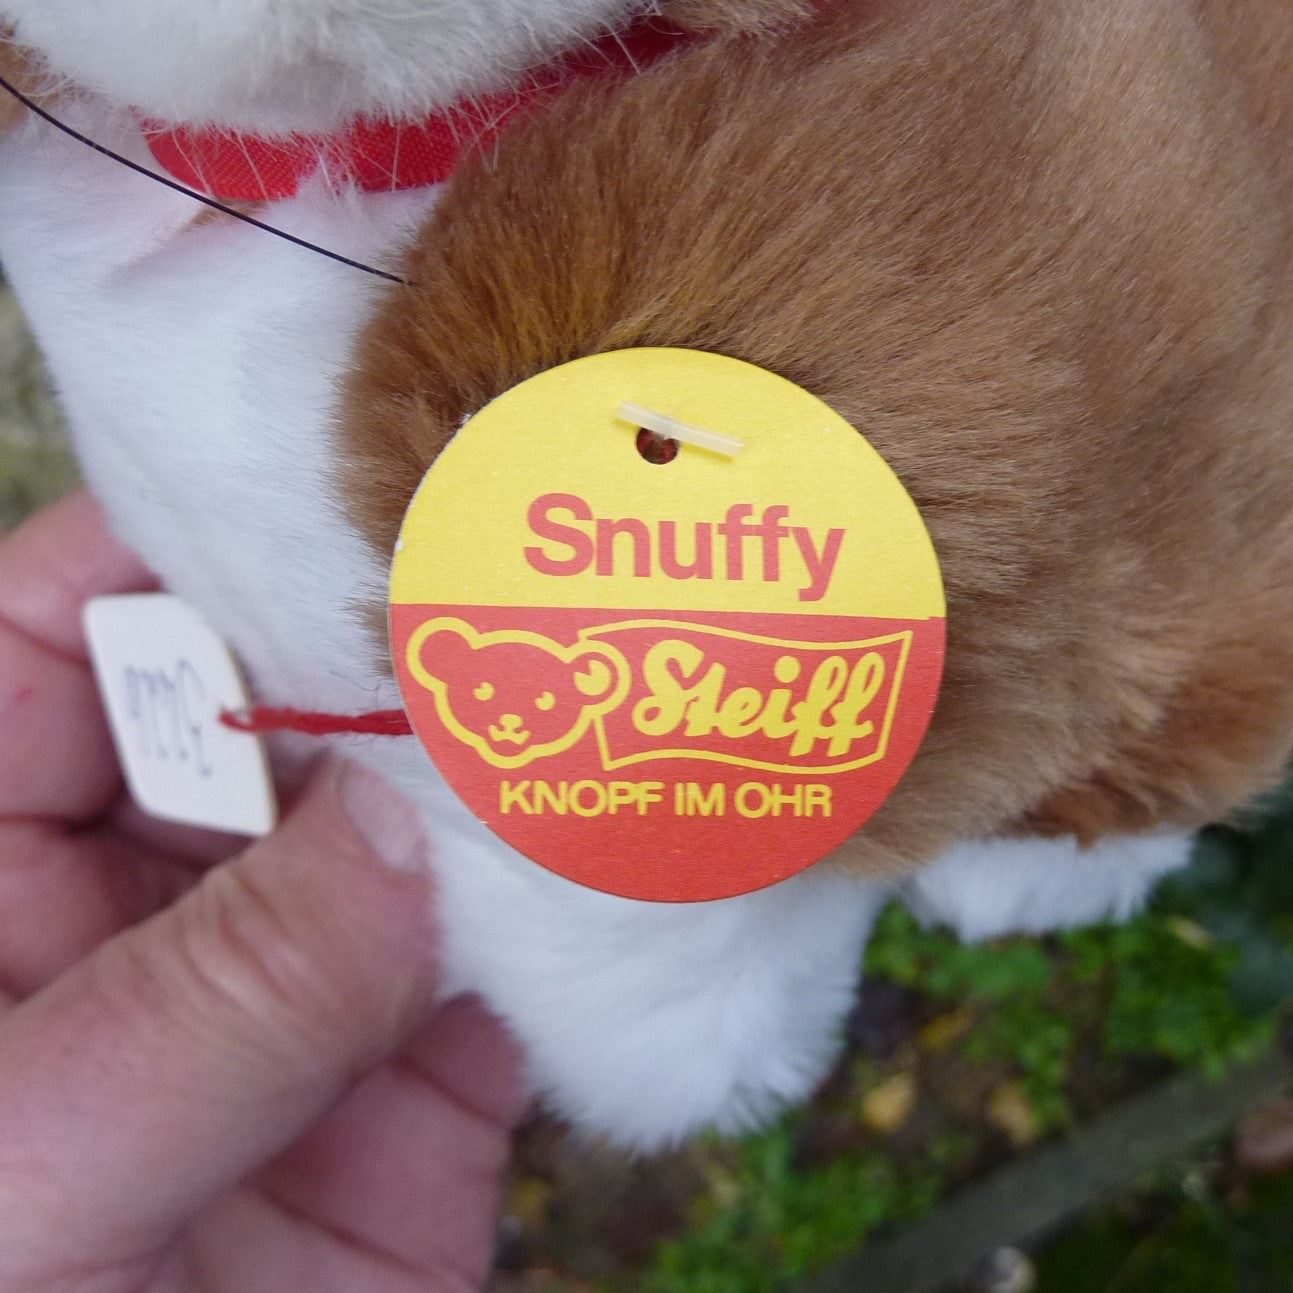 Snuffy
Steiff
KNOPF IM OHR